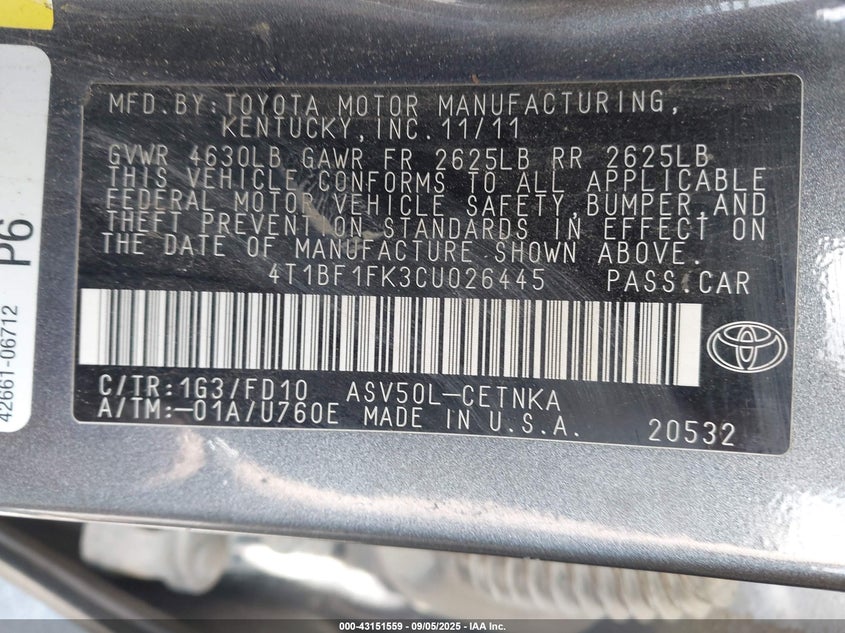 MFD.BY:TOYOTA MOTOR MANUFACTURING,
KENTUCKY, INC. 11/11
GVWR 4630LB GAWR FR 2625LB RR 2625LB
THIS VEHICLE CONFORMS TO ALL APPLICABLE
FEDERAL MOTOR VEHICLE SAFETY,BUMPER,AND
THEFT PREVENTION STANDARDS IN EFFECT ON
THE DATE OF MANUFACTURE SHOWN ABOVE.
4T1BF1FK3CU026445 PASS.CAR
C/TR:1G3/FD10 ASV50L-CETNKA
A/TM:-01A/U760E MADE IN U.S.A. 20532
P6
42661-06712
000-43151559 - 09/05/2025 - IAA Inc.